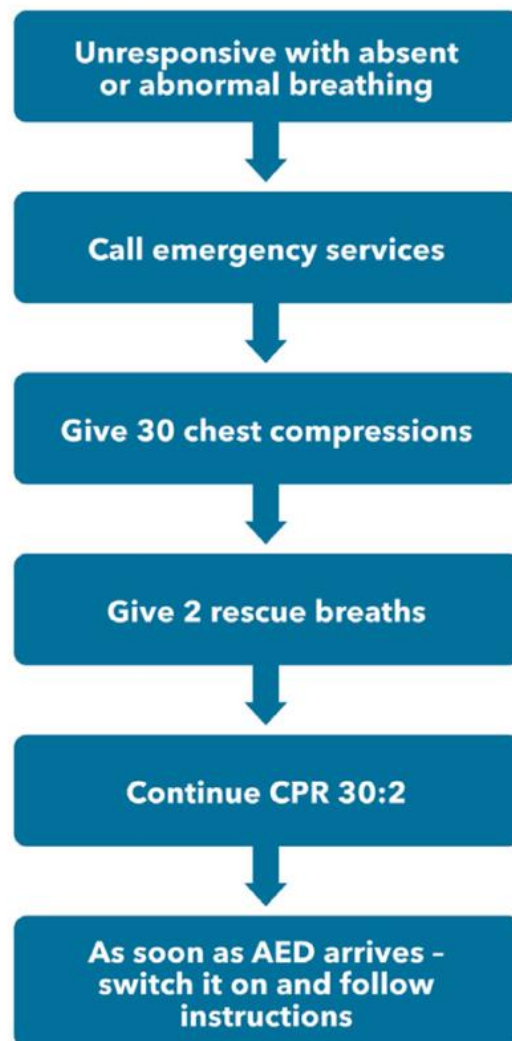 Unresponsive with absent
or abnormal breathing
Call emergency services
Give 30 chest compressions
Give 2 rescue breaths
Continue CPR 30:2
As soon as AED arrives –
switch it on and follow
instructions